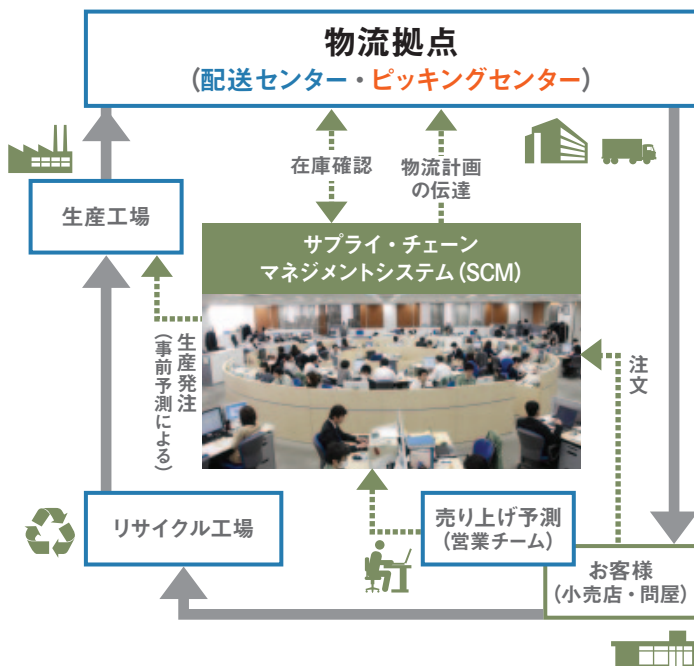 物流拠点
(配送センター・ピッキングセンター)
在庫確認
物流計画
の伝達
生産工場
サプライ・チェーン
マネジメントシステム(SCM)
生産発注
(事前予測による)
注文
リサイクル工場
売り上げ予測
(営業チーム)
お客様
(小売店・問屋)